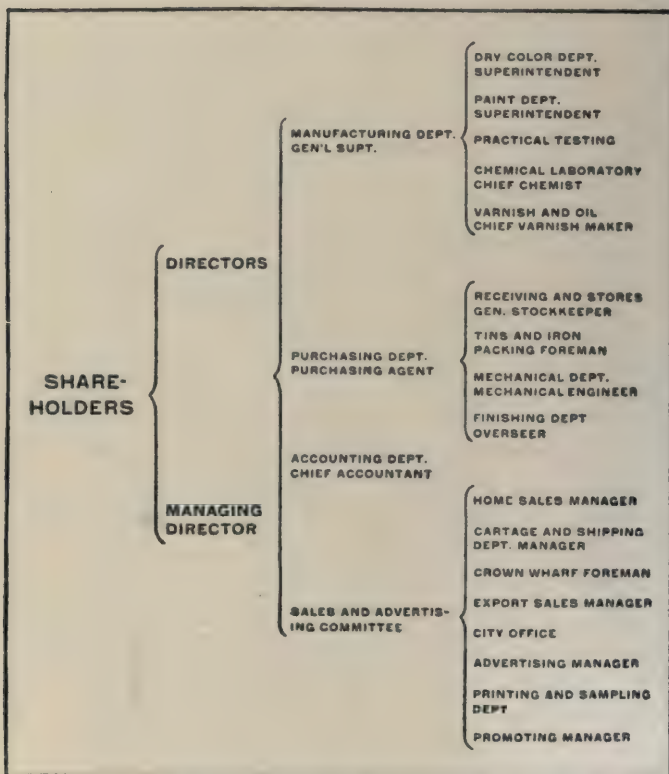 SHARE-
HOLDERS
DIRECTORS
MANAGING
DIRECTOR
MANUFACTURING DEPT.
GEN'L SUPT.
PURCHASING DEPT.
PURCHASING AGENT
ACCOUNTING DEPT.
CHIEF ACCOUNTANT
SALES AND ADVERTIS-
ING COMMITTEE
DRY COLOR DEPT.
SUPERINTENDENT
PAINT DEPT.
SUPERINTENDENT
PRACTICAL TESTING
CHEMICAL LABORATORY
CHIEF CHEMIST
VARNISH AND OIL
CHIEF VARNISH MAKER
RECEIVING AND STORES
GEN. STOCKKEEPER
TINS AND IRON
PACKING FOREMAN
MECHANICAL DEPT.
MECHANICAL ENGINEER
FINISHING DEPT
OVERSEER
HOME SALES MANAGER
CARTAGE AND SHIPPING
DEPT. MANAGER
CROWN WHARF FOREMAN
EXPORT SALES MANAGER
CITY OFFICE
ADVERTISING MANAGER
PRINTING AND SAMPLING
DEPT
PROMOTING MANAGER